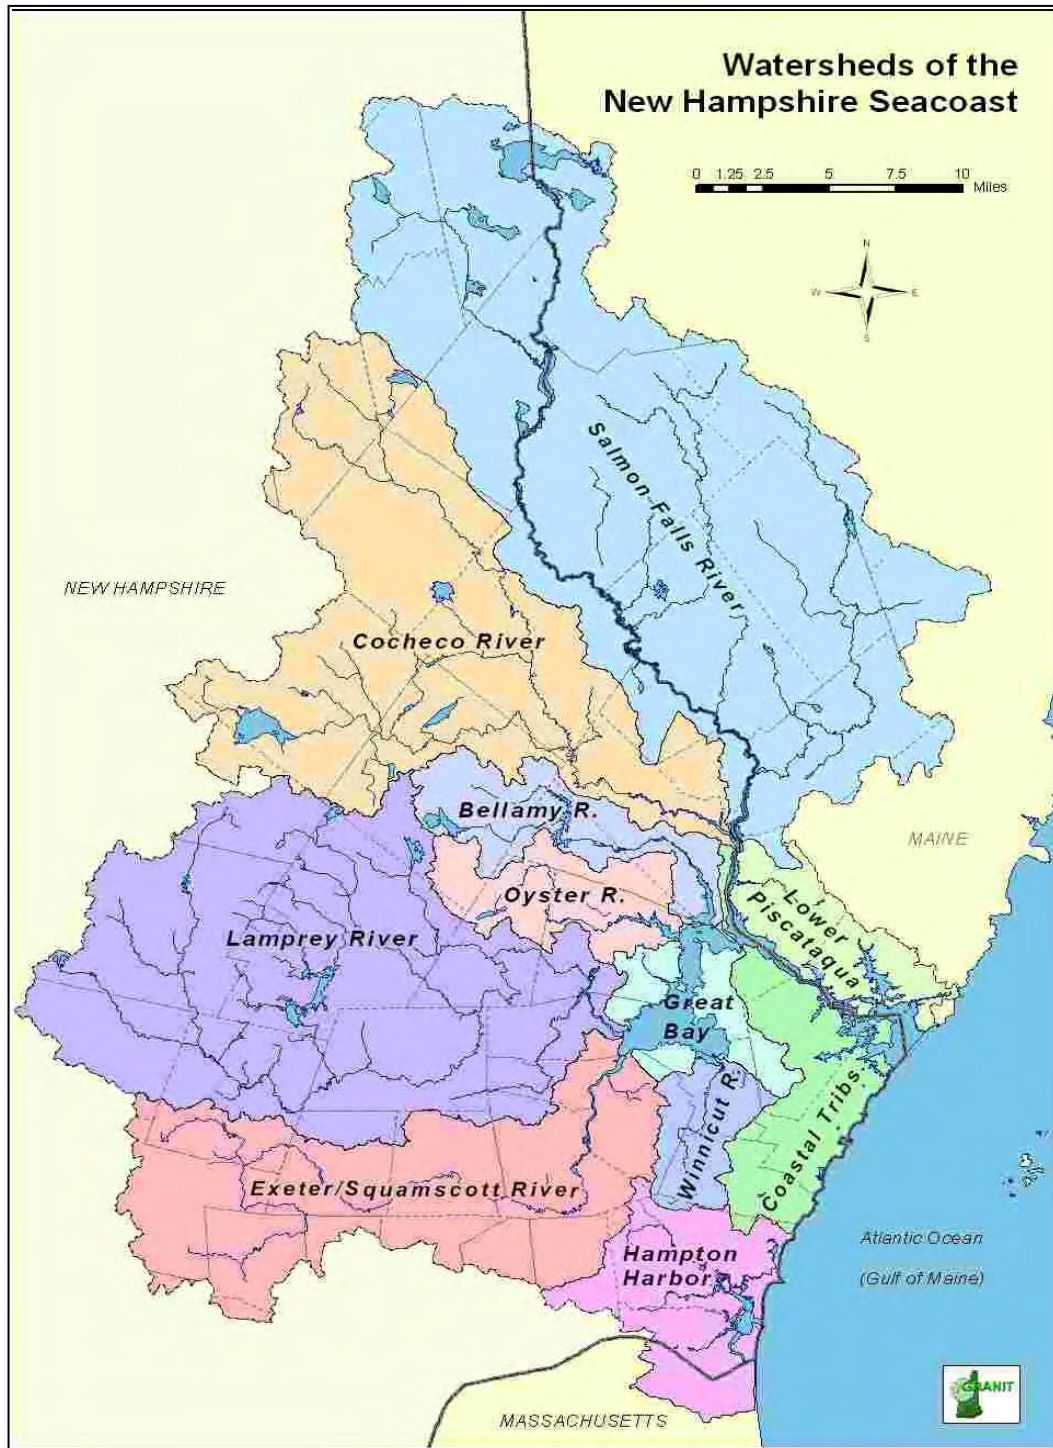 Watersheds of the
New Hampshire Seacoast
0 1.25 2.5 5 7.5 10
Miles
N
W E
S
Salmon Falls River
NEW HAMPSHIRE
Cocheco River
Bellamy R.
MAINE
Oyster R.
Lower
Piscataqua
Lamprey River
Great
Bay
Winnicut R.
Coastal Tribs.
Exeter/Squamscott River
Hampton
Harbor
Atlantic Ocean
(Gulf of Maine)
GRANIT
MASSACHUSETTS